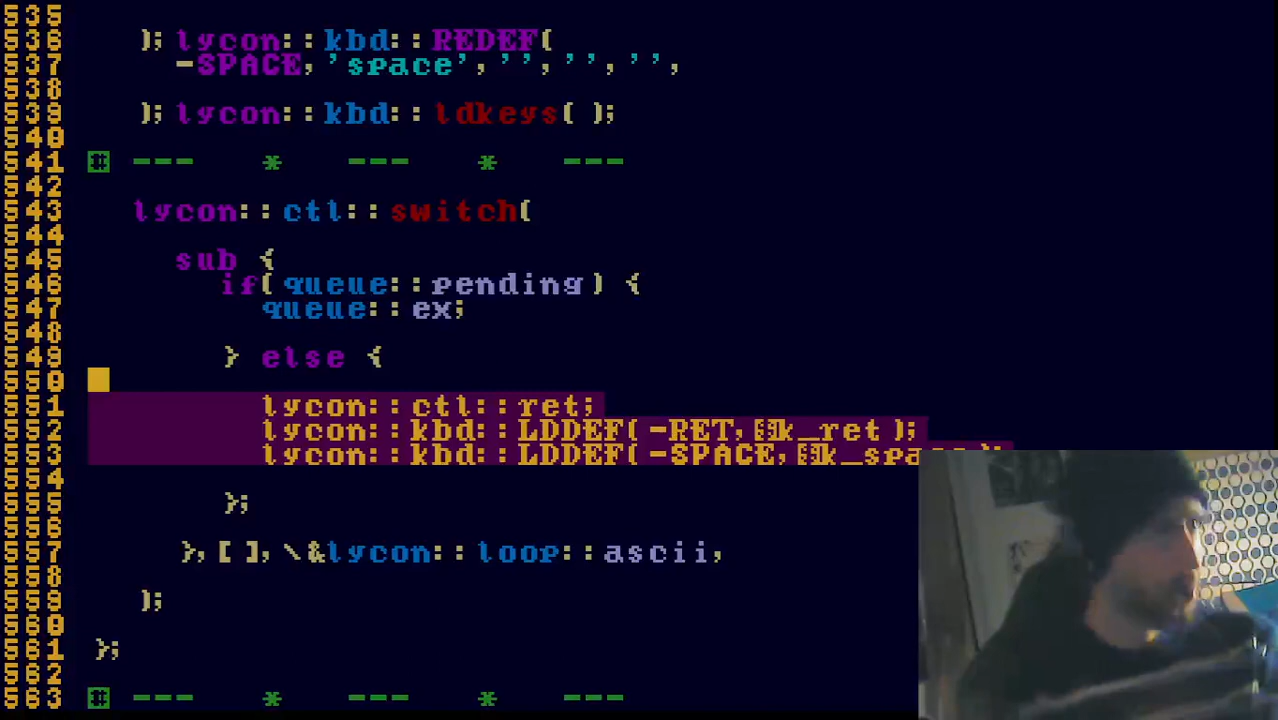 535
536 ); lycon::kbd::REDEF(
537 -SPACE,'space','','','',
538
539 ); lycon::kbd::ldkeys( );
540
541 # --- * --- * ---
542
543 lycon::ctl::switch(
544
545 sub {
546 if( queue::pending ) {
547 queue::ex;
548
549 } else {
550
551 lycon::ctl::ret;
552 lycon::kbd::LDDEF( -RET, k_ret );
553 lycon::kbd::LDDEF( -SPACE, k_space );
554
555 };
556
557 },[ ],\&lycon::loop::ascii,
558
559 );
560
561 };
562
563 # --- * --- * ---